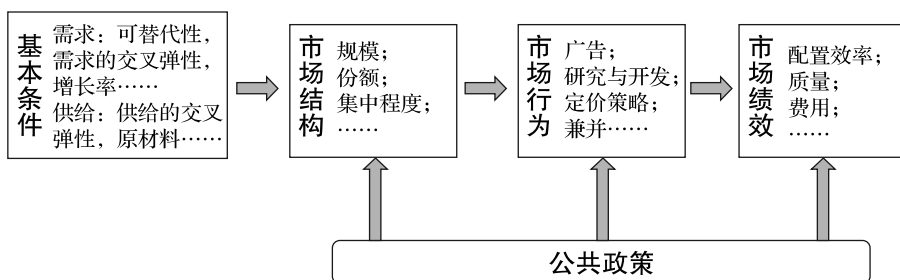 基本条件
需求：可替代性，
需求的交叉弹性，
增长率……
供给：供给的交叉
弹性，原材料……
市场结构
规模；
份额；
集中程度；
……
市场行为
广告；
研究与开发；
定价策略；
兼并……
市场绩效
配置效率；
质量；
费用；
……
公共政策